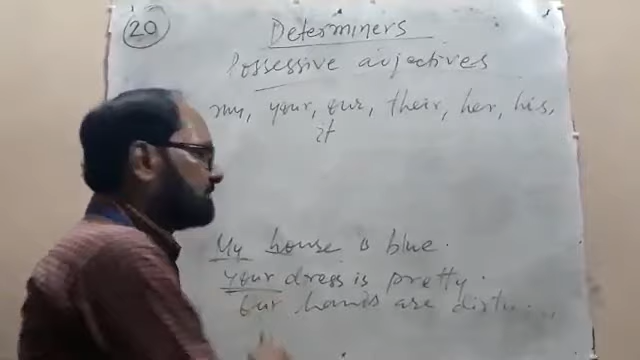 20
Determiners
Possessive adjectives
my, your, our, their, her, his,
it
My house is blue.
Your dress is pretty.
Our hands are dirty...